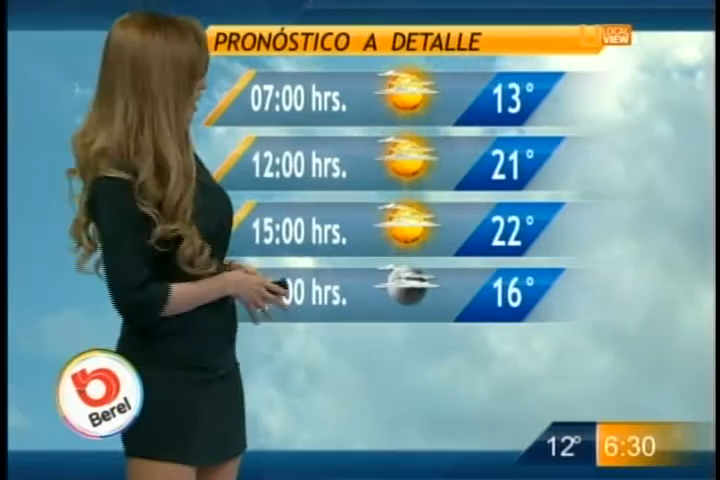 PRONÓSTICO A DETALLE
LOCAL
VIEW
07:00 hrs. 13°
12:00 hrs. 21°
15:00 hrs. 22°
:00 hrs. 16°
Berel
12° 6:30